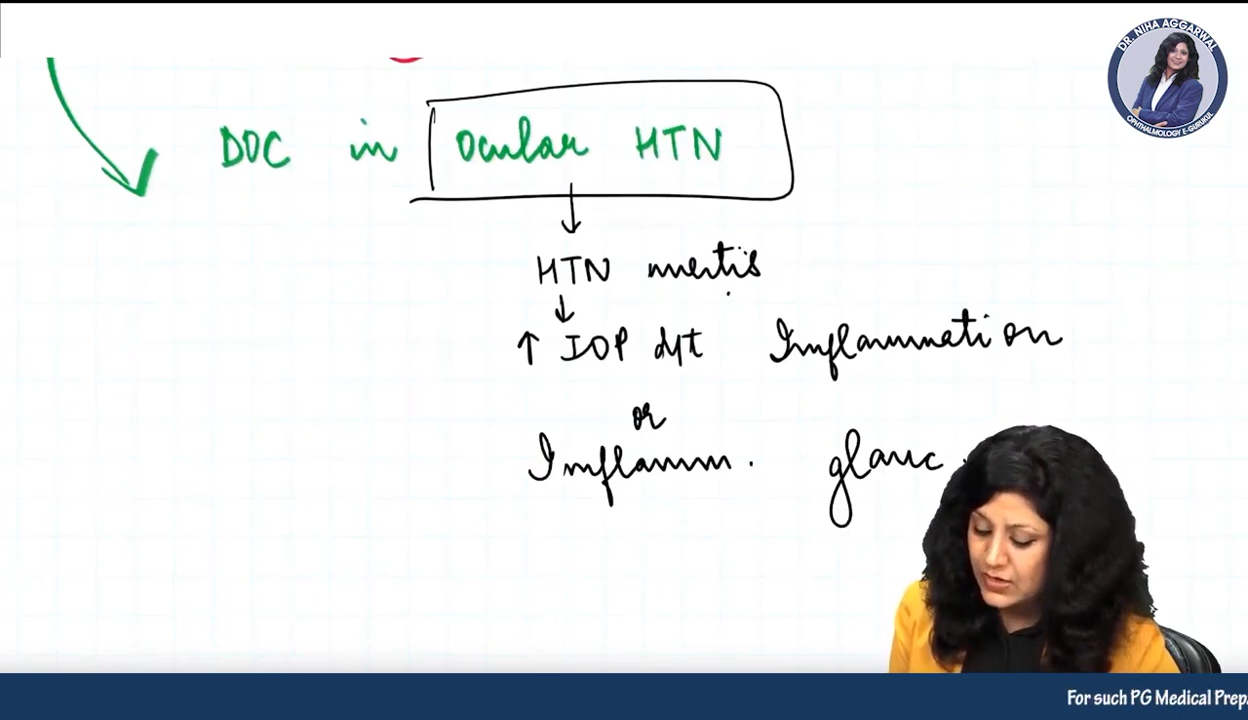 DR. NIHA AGGARWAL
OPHTHALMOLOGY E-GURUKUL
DOC in Ocular HTN
HTN
↑ IOP d/t Inflammation
or
Inflamm. glauc.
For such PG Medical Prep.